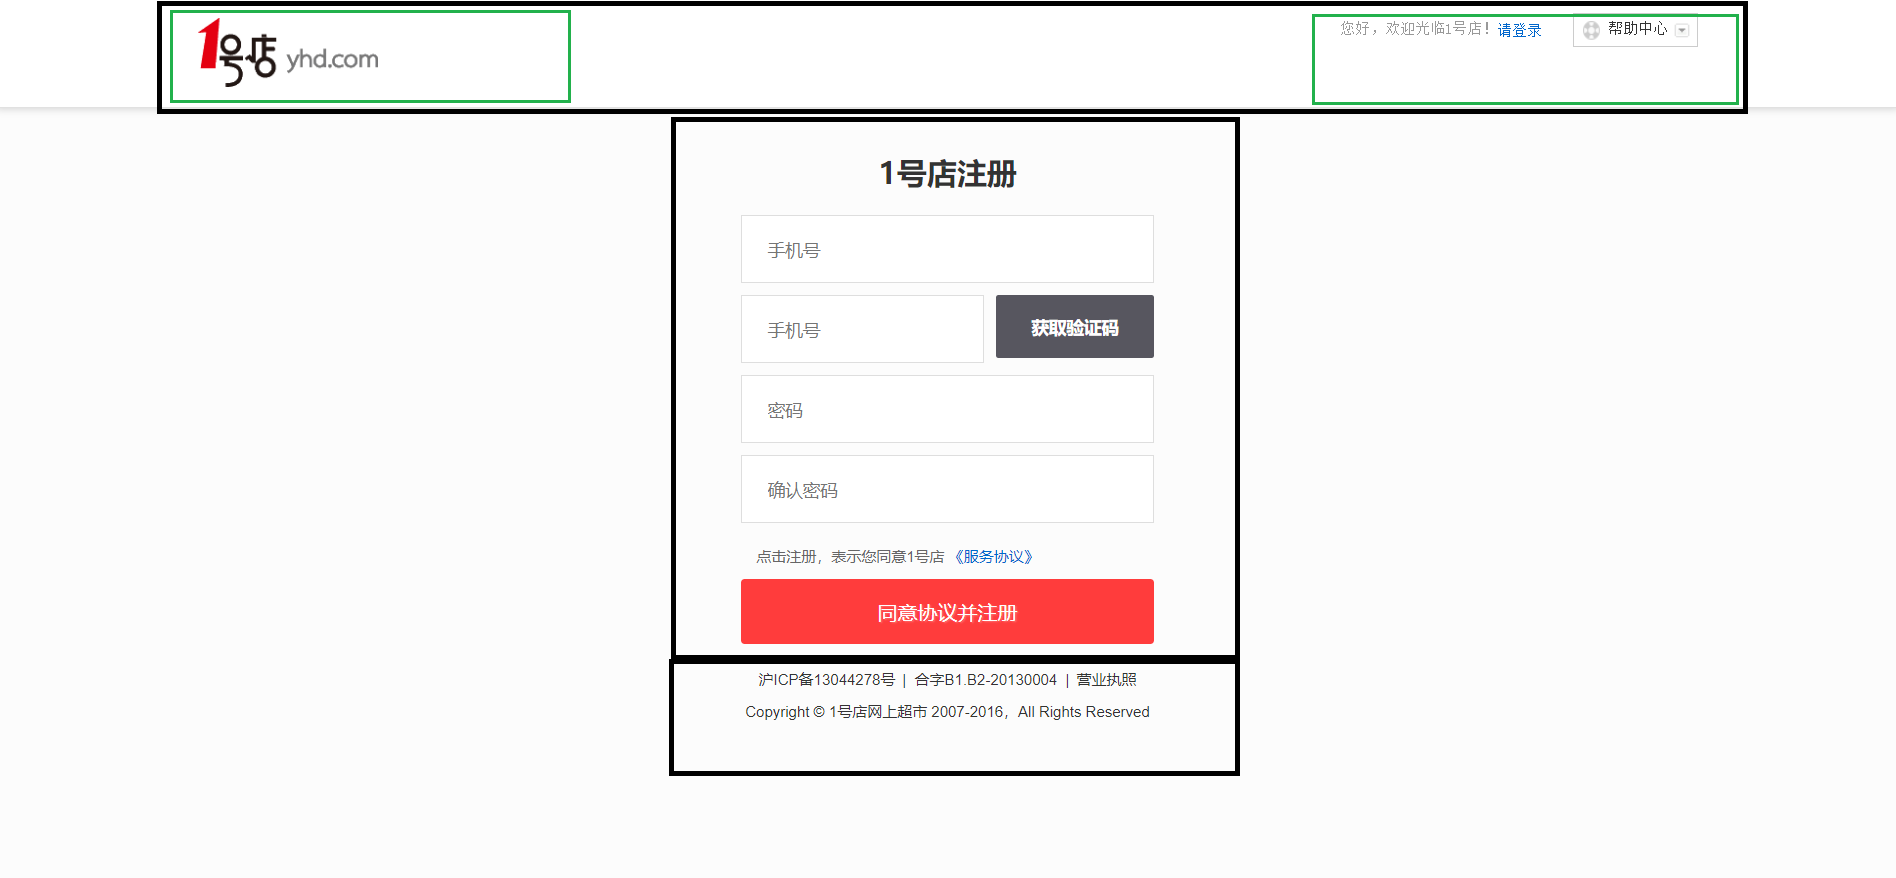 1号店 yhd.com
您好，欢迎光临1号店！请登录 帮助中心
1号店注册
手机号
手机号 获取验证码
密码
确认密码
点击注册，表示您同意1号店 《服务协议》
同意协议并注册
沪ICP备13044278号 | 合字B1.B2-20130004 | 营业执照
Copyright © 1号店网上超市 2007-2016，All Rights Reserved